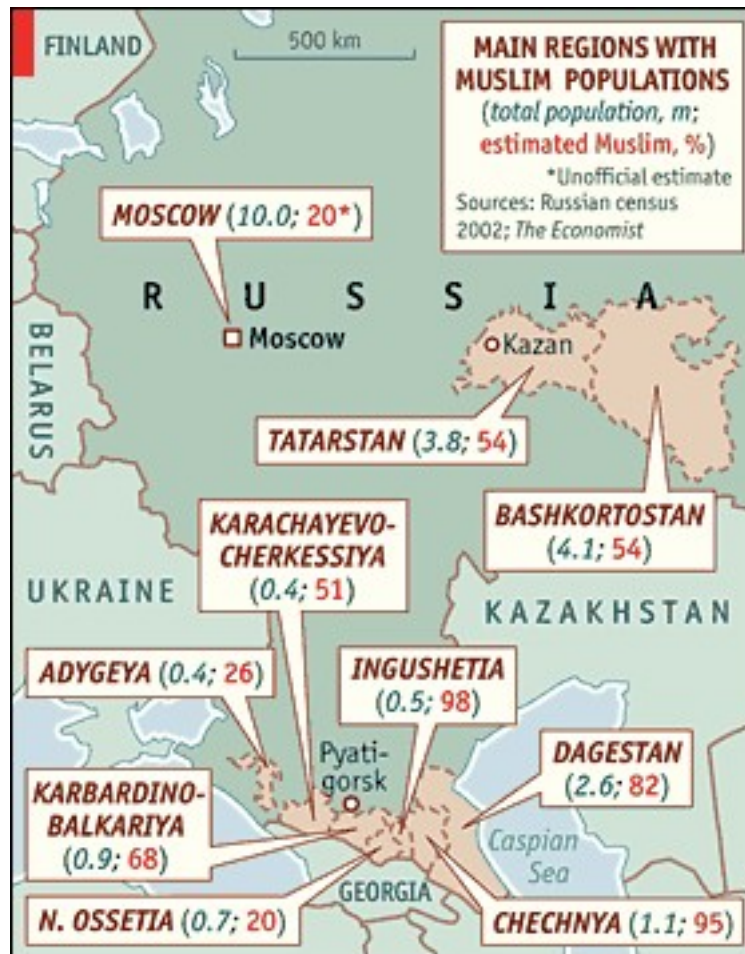 FINLAND
500 km
MAIN REGIONS WITH
MUSLIM POPULATIONS
(total population, m;
estimated Muslim, %)
*Unofficial estimate
Sources: Russian census
2002; The Economist
MOSCOW (10.0; 20*)
RUSSIA
Moscow
Kazan
BELARUS
TATARSTAN (3.8; 54)
BASHKORTOSTAN
(4.1; 54)
KARACHAYEVO-
CHERKESSIYA
(0.4; 51)
UKRAINE
KAZAKHSTAN
ADYGEYA (0.4; 26)
INGUSHETIA
(0.5; 98)
Pyati-
gorsk
DAGESTAN
(2.6; 82)
KARBARDINO-
BALKARIYA
(0.9; 68)
Caspian
Sea
GEORGIA
N. OSSETIA (0.7; 20)
CHECHNYA (1.1; 95)